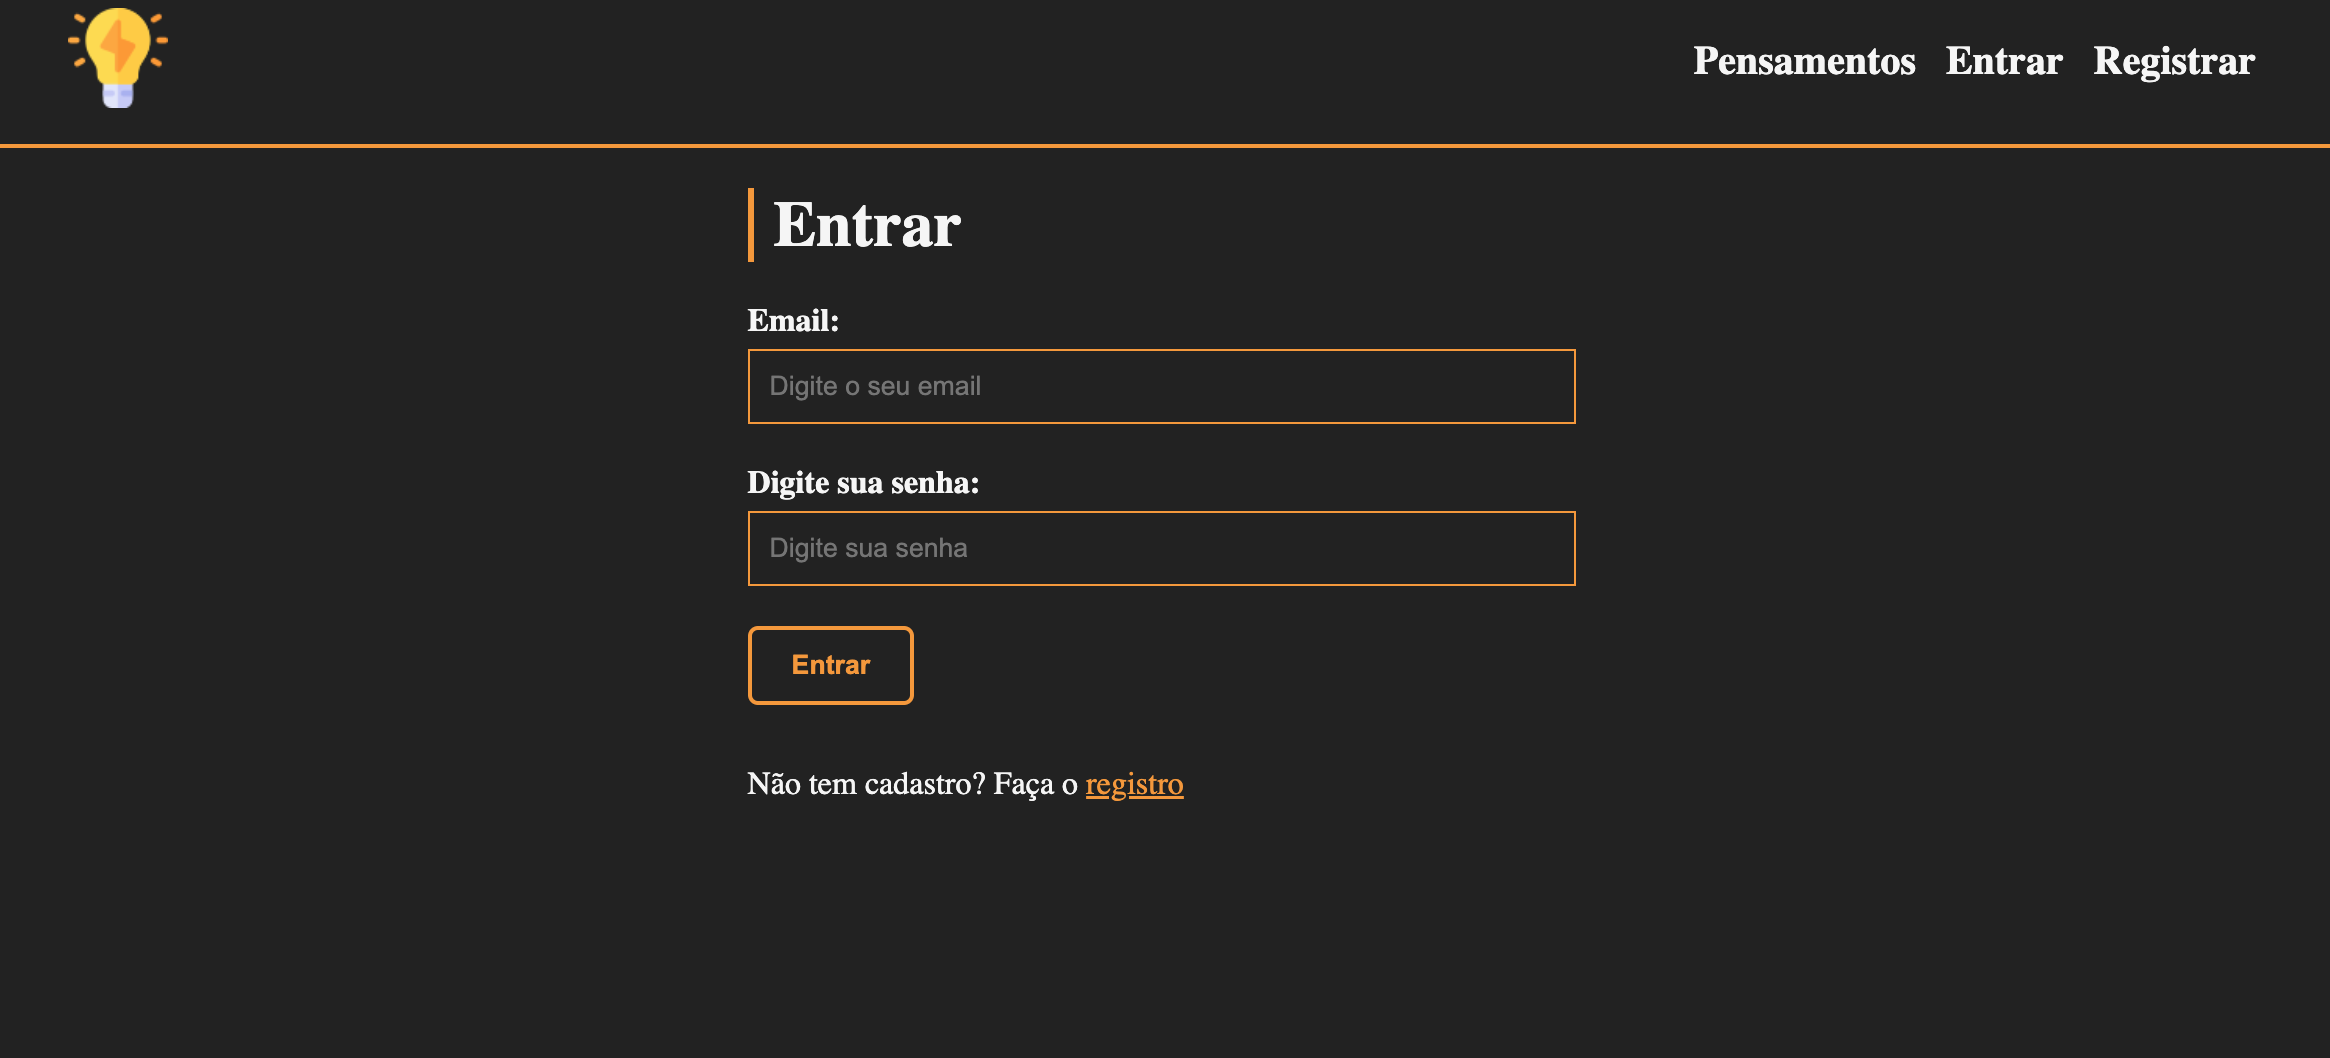 Pensamentos Entrar Registrar
Entrar
Email:
Digite o seu email
Digite sua senha:
Digite sua senha
Entrar
Não tem cadastro? Faça o registro